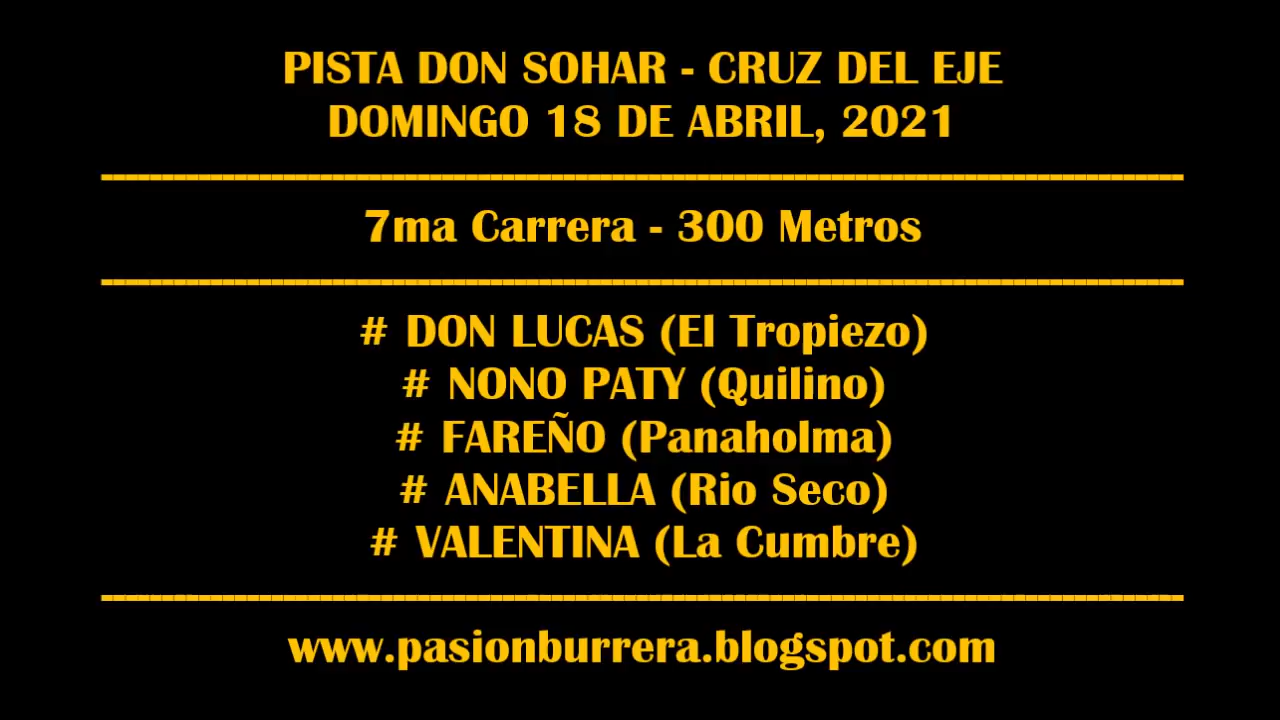 PISTA DON SOHAR - CRUZ DEL EJE
DOMINGO 18 DE ABRIL, 2021
7ma Carrera - 300 Metros
# DON LUCAS (El Tropiezo)
# NONO PATY (Quilino)
# FAREÑO (Panaholma)
# ANABELLA (Rio Seco)
# VALENTINA (La Cumbre)
www.pasionburrera.blogspot.com